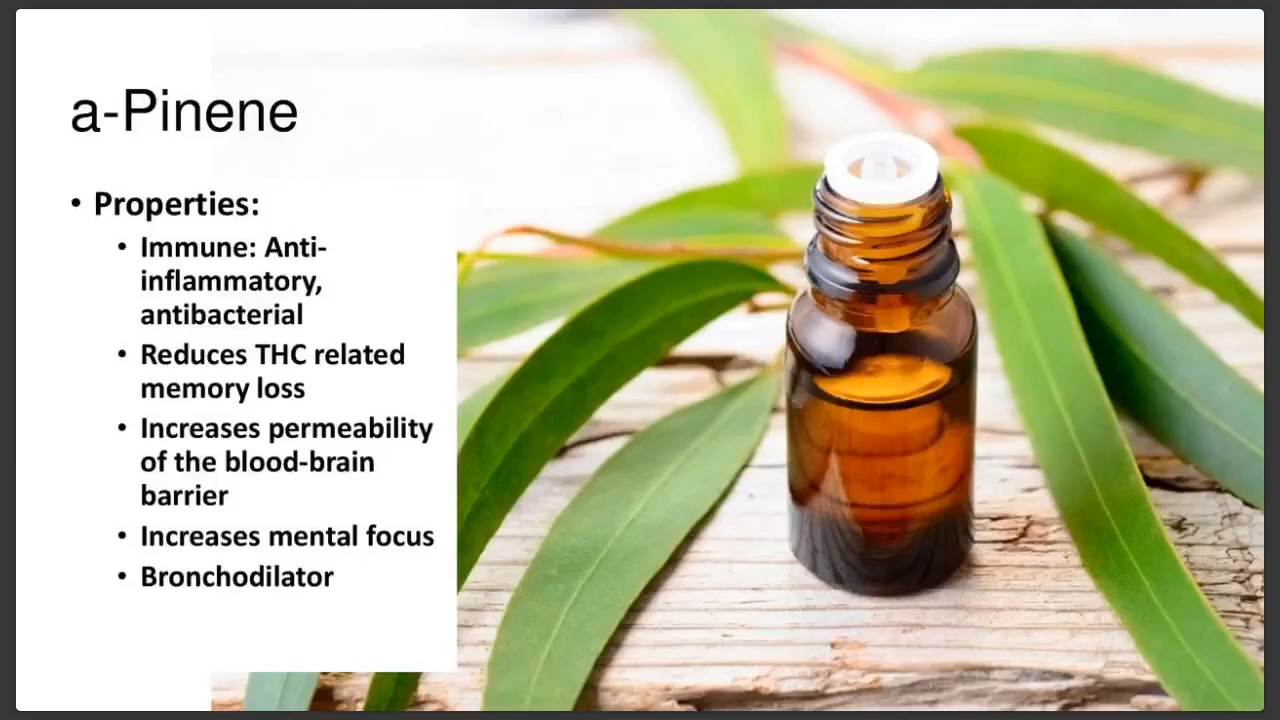 a-Pinene
• Properties:
• Immune: Anti-
inflammatory,
antibacterial
• Reduces THC related
memory loss
• Increases permeability
of the blood-brain
barrier
• Increases mental focus
• Bronchodilator